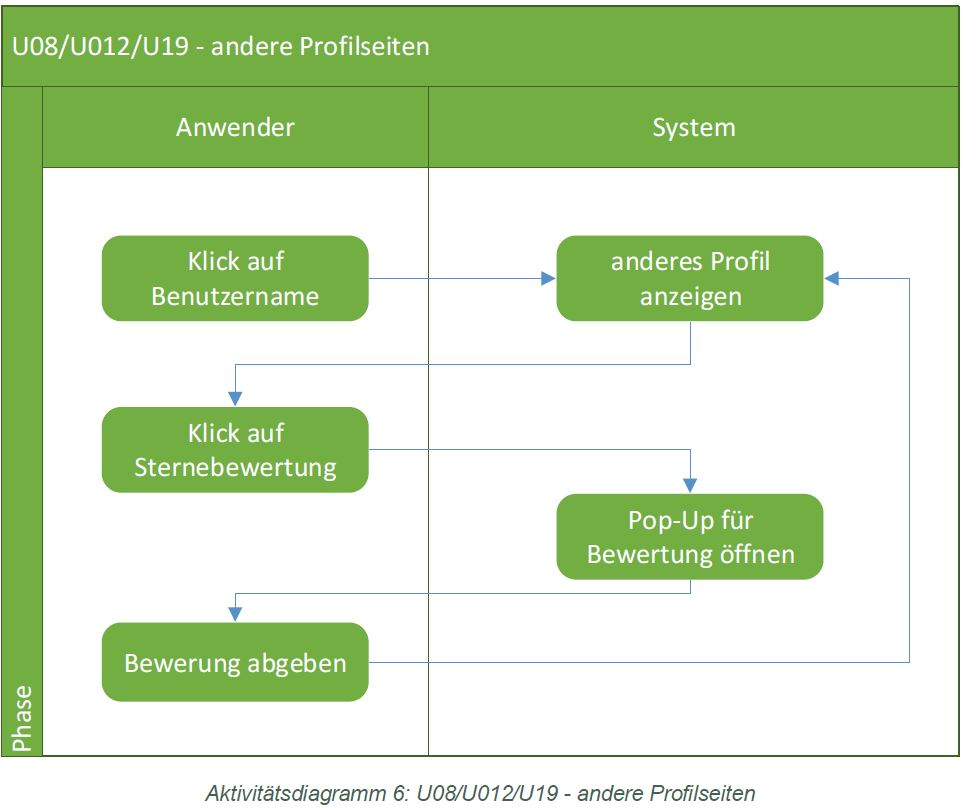 U08/U012/U19 - andere Profilseiten
Anwender
System
Klick auf
Benutzername
anderes Profil
anzeigen
Klick auf
Sternebewertung
Pop-Up für
Bewertung öffnen
Bewerung abgeben
Phase
Aktivitätsdiagramm 6: U08/U012/U19 - andere Profilseiten